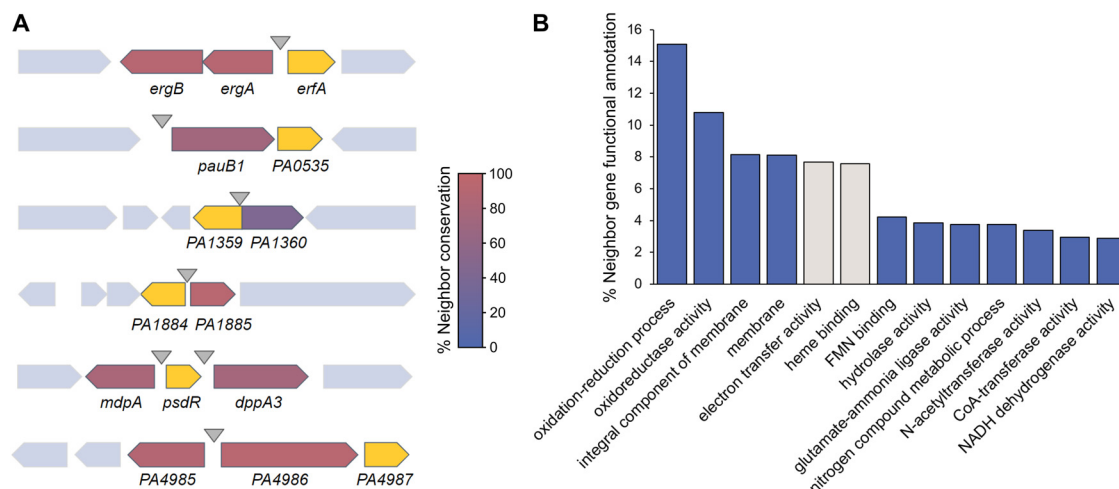 A
ergB ergA erfA
pauB1 PA0535
PA1359 PA1360
PA1884 PA1885
mdpA psdR dppA3
PA4985 PA4986 PA4987
% Neighbor conservation
100
80
60
40
20
0
B
% Neighbor gene functional annotation
16
14
12
10
8
6
4
2
0
oxidation-reduction process
oxidoreductase activity
integral component of membrane
membrane
electron transfer activity
heme binding
FMN binding
hydrolase activity
glutamate-ammonia ligase activity
nitrogen compound metabolic process
N-acetyltransferase activity
CoA-transferase activity
NADH dehydrogenase activity